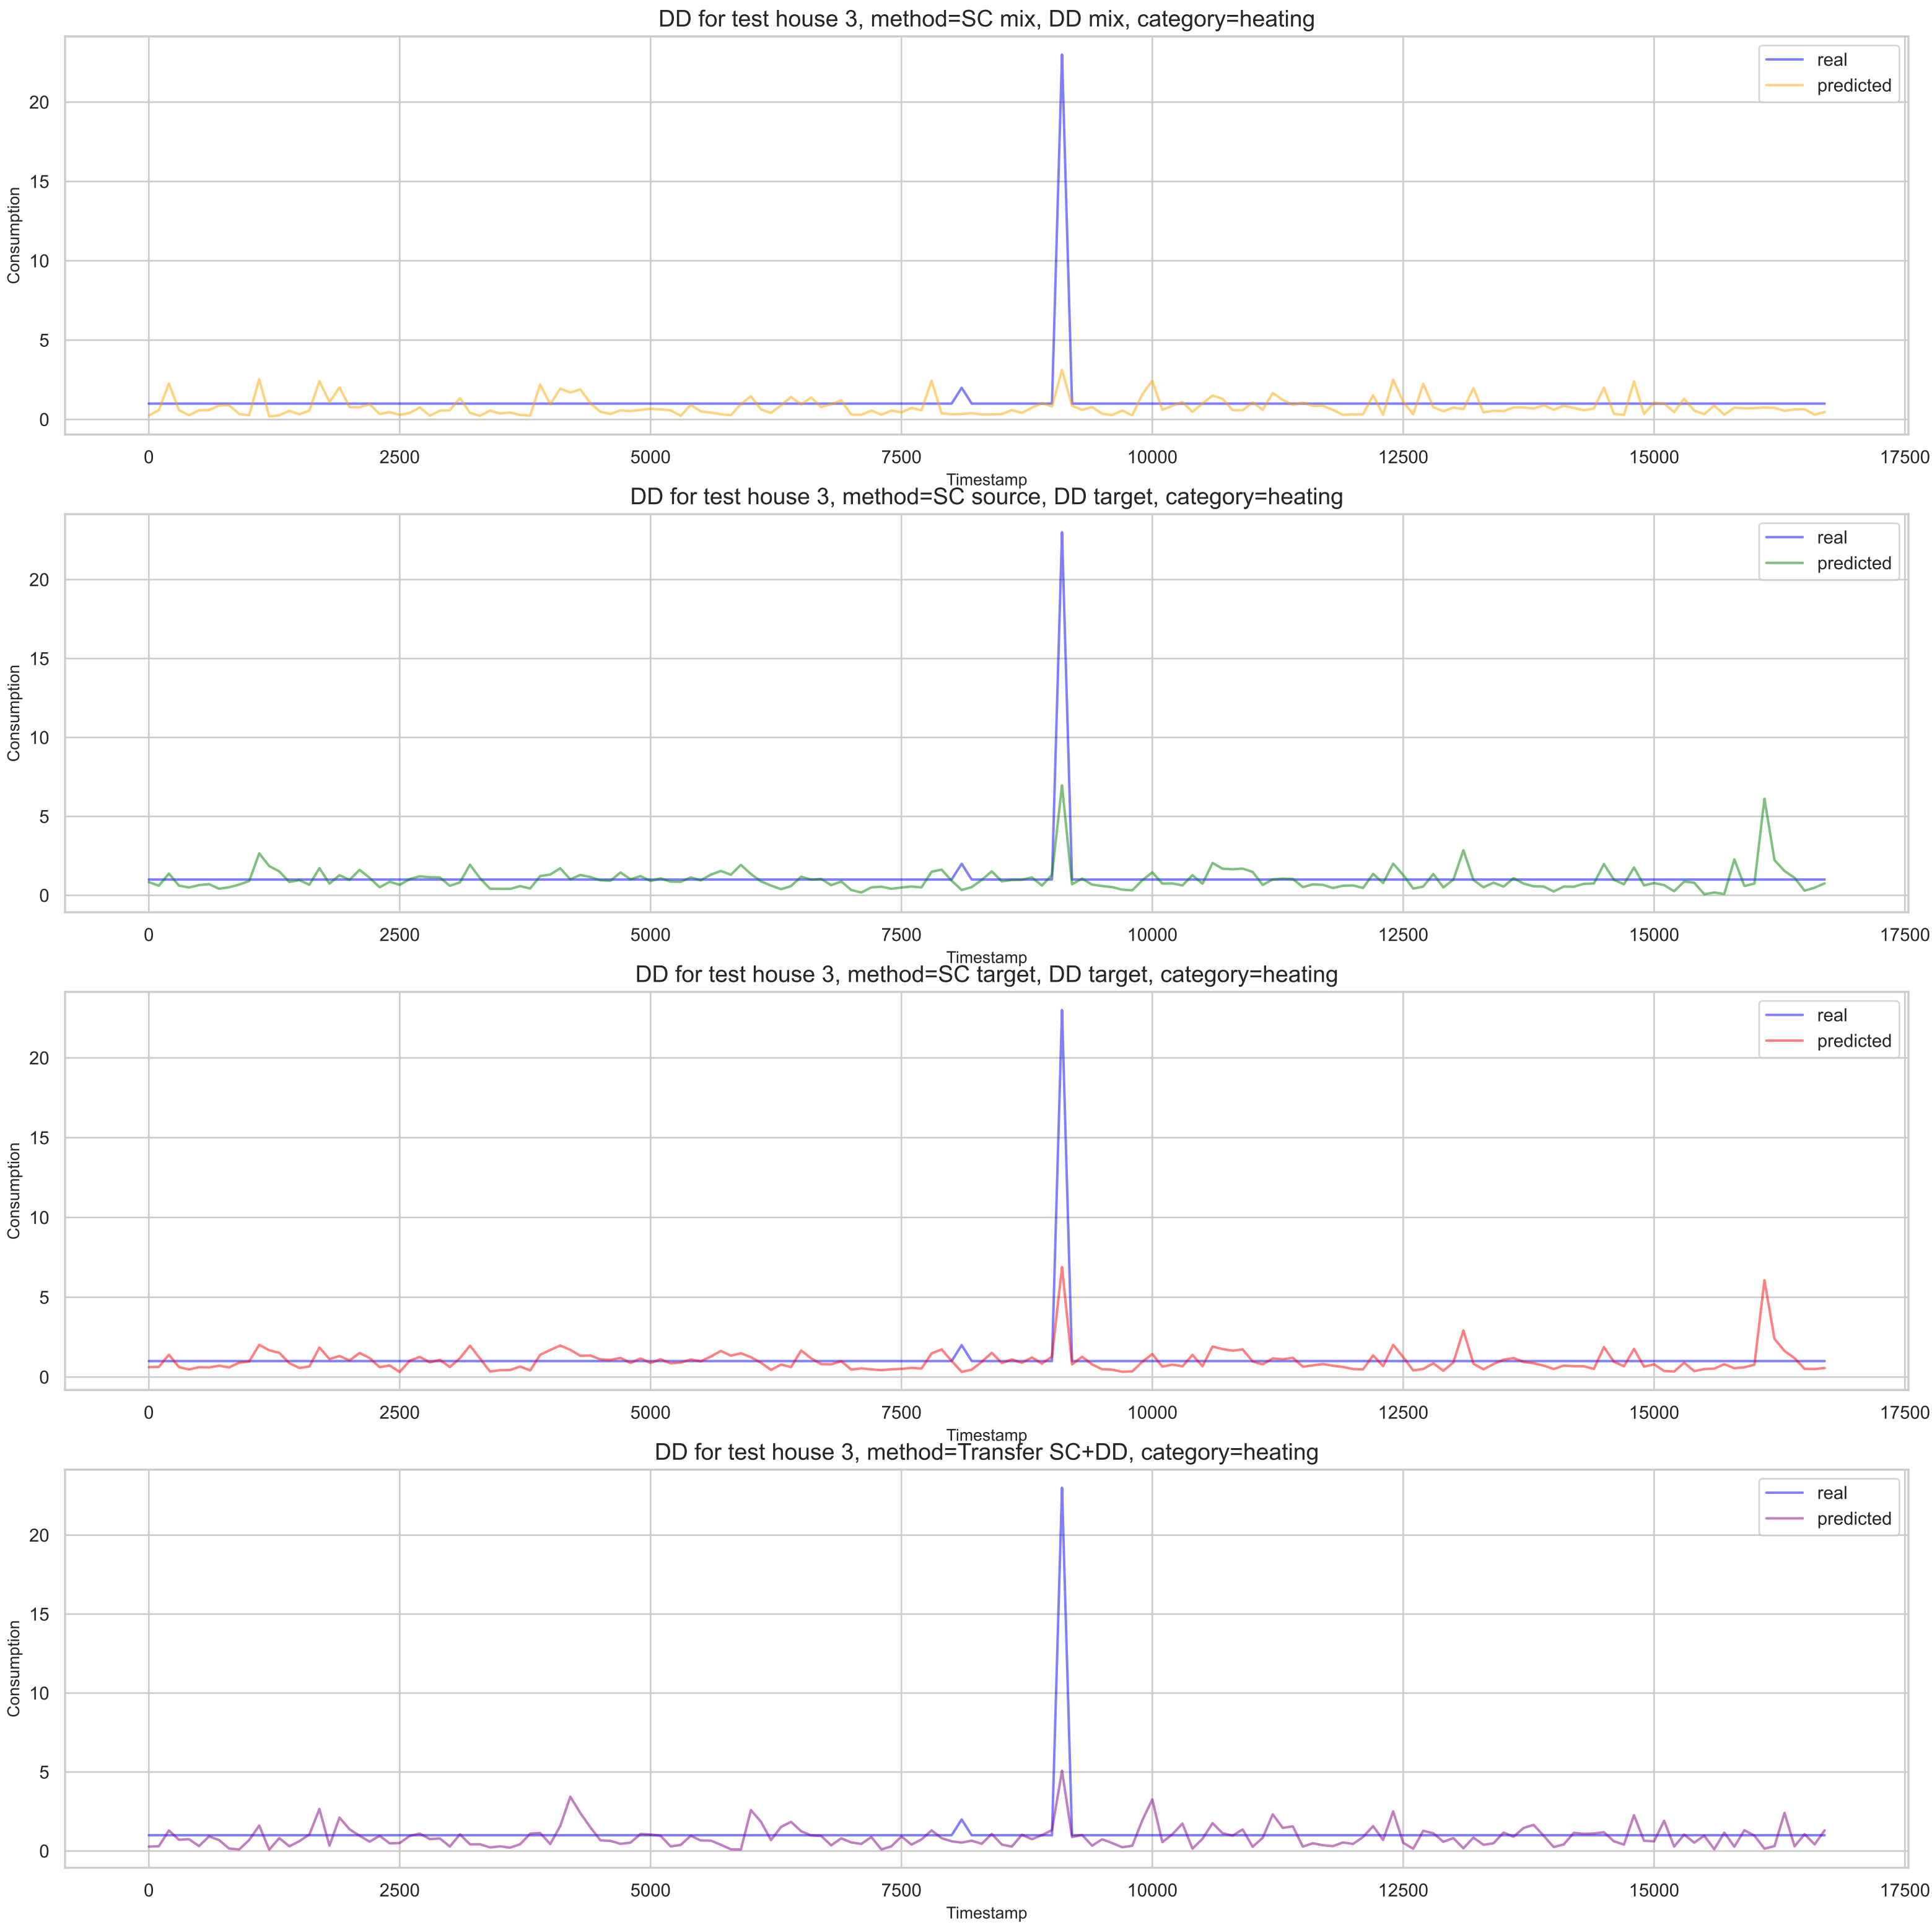 DD for test house 3, method=SC mix, DD mix, category=heating
real
predicted
Consumption
20
15
10
5
0
0 2500 5000 7500 10000 12500 15000 17500
Timestamp
DD for test house 3, method=SC source, DD target, category=heating
real
predicted
Consumption
20
15
10
5
0
0 2500 5000 7500 10000 12500 15000 17500
Timestamp
DD for test house 3, method=SC target, DD target, category=heating
real
predicted
Consumption
20
15
10
5
0
0 2500 5000 7500 10000 12500 15000 17500
Timestamp
DD for test house 3, method=Transfer SC+DD, category=heating
real
predicted
Consumption
20
15
10
5
0
0 2500 5000 7500 10000 12500 15000 17500
Timestamp